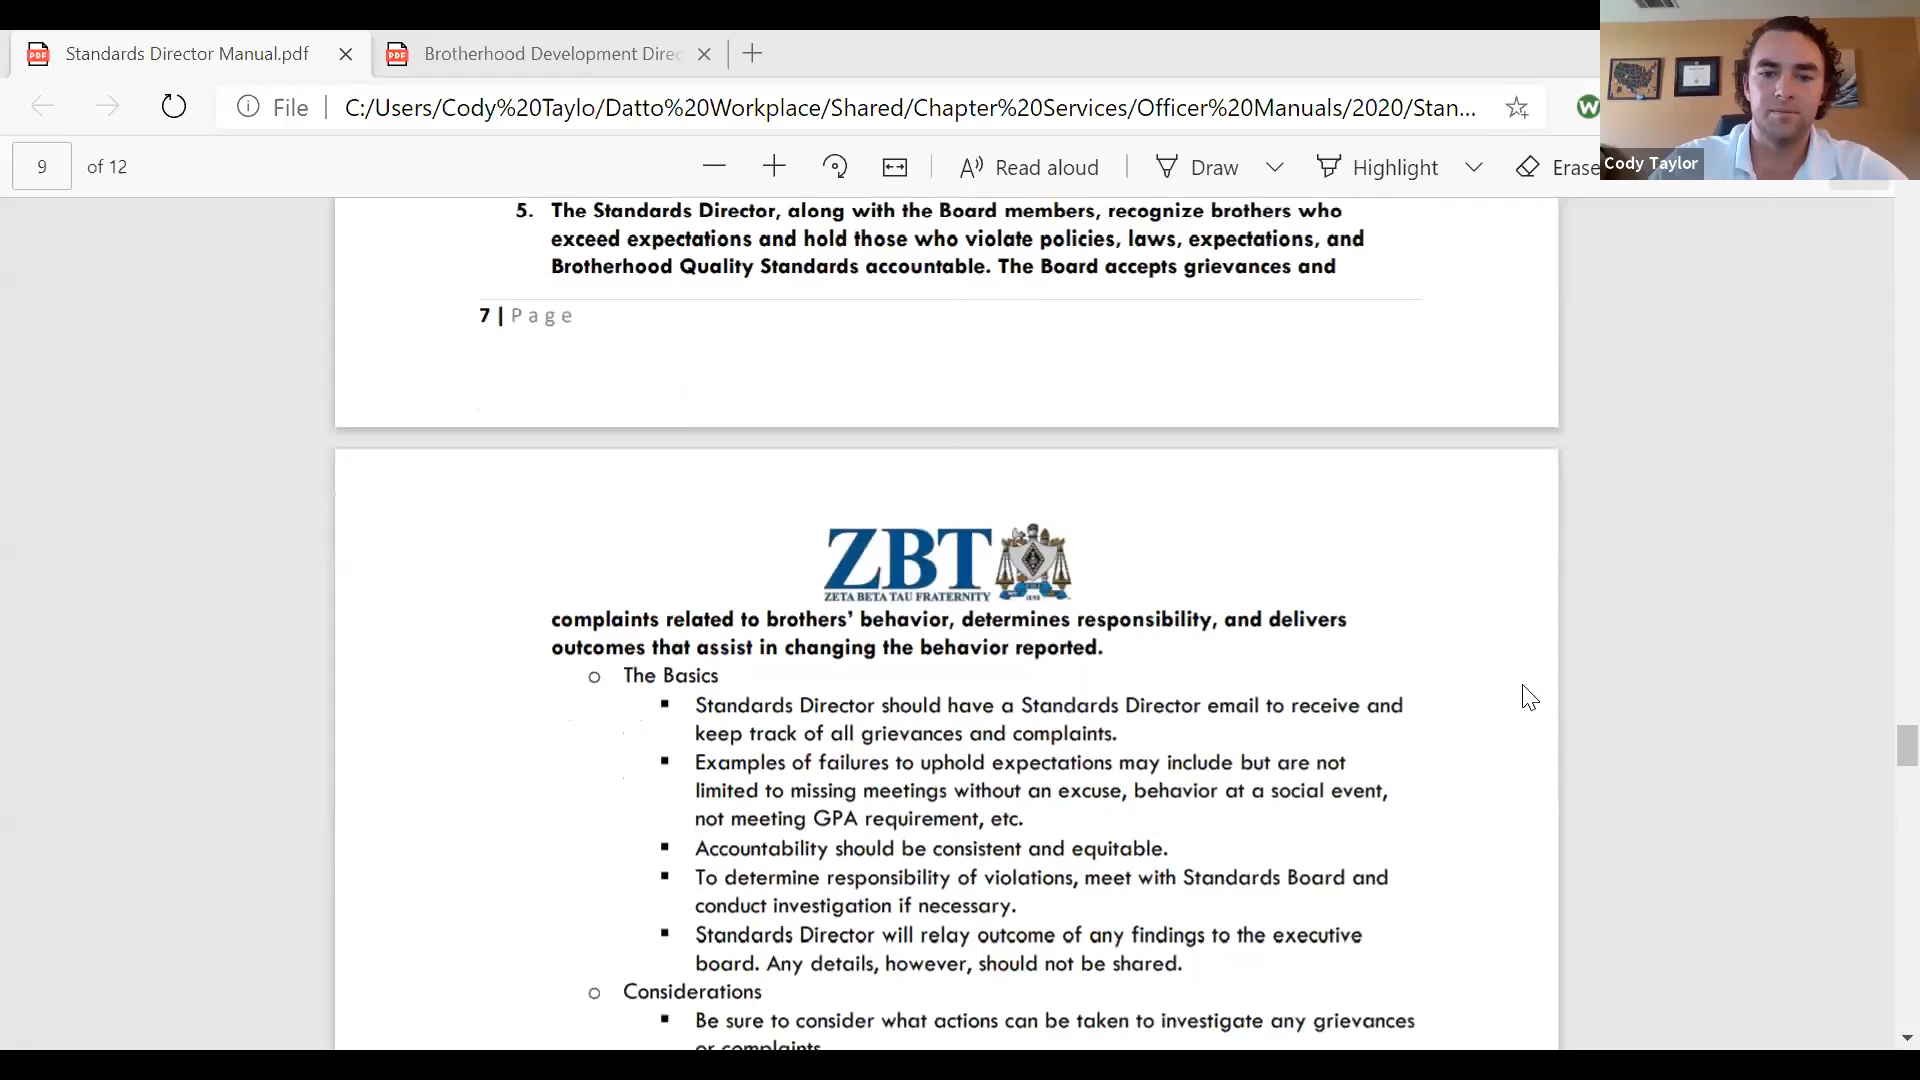 Standards Director Manual.pdf
Brotherhood Development Direc
File
C:/Users/Cody%20Taylo/Datto%20Workplace/Shared/Chapter%20Services/Officer%20Manuals/2020/Stan...
W
Cody Taylor
9 of 12
Read aloud
Draw
Highlight
Erase
5. The Standards Director, along with the Board members, recognize brothers who
exceed expectations and hold those who violate policies, laws, expectations, and
Brotherhood Quality Standards accountable. The Board accepts grievances and
7 | Page
ZBT
ZETA BETA TAU FRATERNITY
1898
complaints related to brothers’ behavior, determines responsibility, and delivers
outcomes that assist in changing the behavior reported.
o The Basics
▪ Standards Director should have a Standards Director email to receive and
keep track of all grievances and complaints.
▪ Examples of failures to uphold expectations may include but are not
limited to missing meetings without an excuse, behavior at a social event,
not meeting GPA requirement, etc.
▪ Accountability should be consistent and equitable.
▪ To determine responsibility of violations, meet with Standards Board and
conduct investigation if necessary.
▪ Standards Director will relay outcome of any findings to the executive
board. Any details, however, should not be shared.
o Considerations
▪ Be sure to consider what actions can be taken to investigate any grievances
or complaints